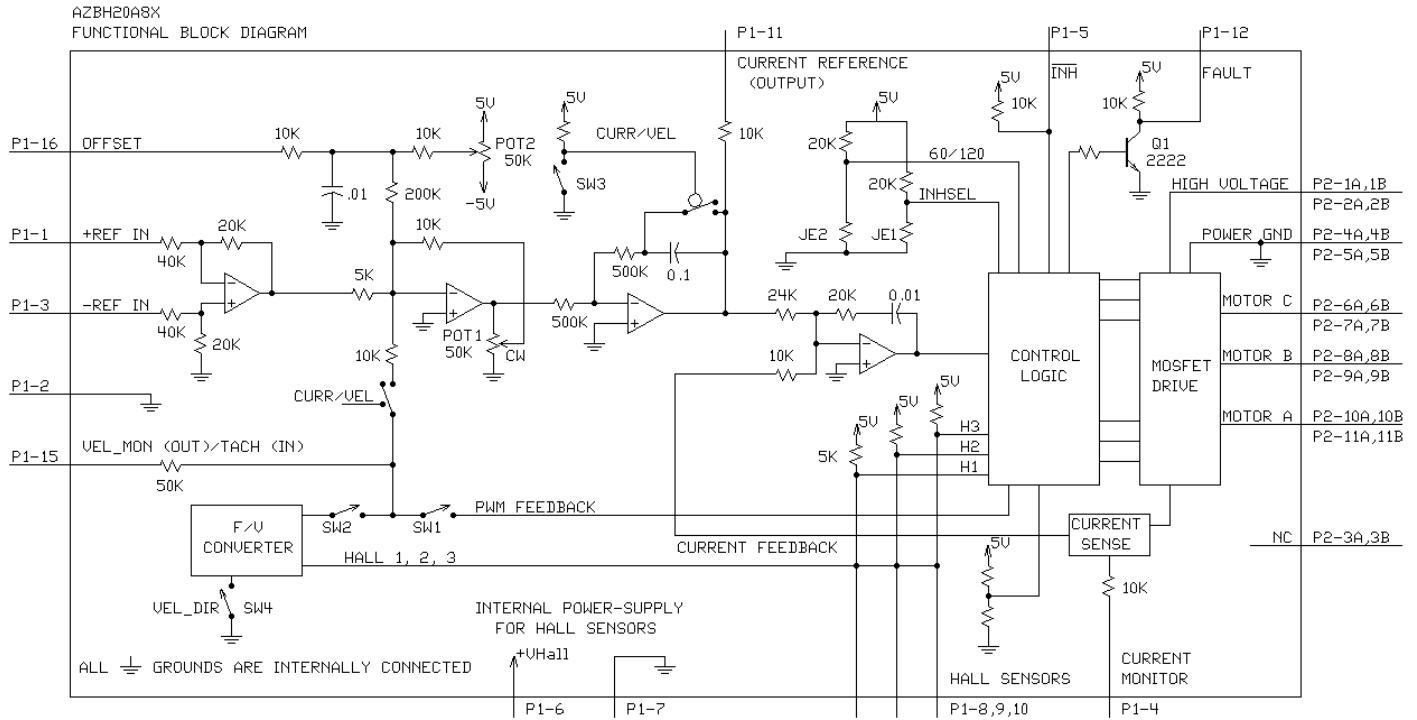 AZBH20A8X
FUNCTIONAL BLOCK DIAGRAM
P1-11
P1-5
P1-12
CURRENT REFERENCE
(OUTPUT)
INH
FAULT
5V
10K
5V
10K
5V
5V
5V
CURR/VEL
10K
P1-16
OFFSET
10K
10K
POT2
50K
-5V
.01
200K
SW3
20K
60/120
20K
INHSEL
JE2
JE1
Q1
2222
HIGH VOLTAGE
P2-1A,1B
P2-2A,2B
P1-1
+REF IN
40K
20K
10K
500K
0.1
POWER GND
P2-4A,4B
P2-5A,5B
5K
P1-3
-REF IN
40K
20K
POT1
50K
CW
500K
24K
20K
0.01
10K
MOTOR C
P2-6A,6B
P2-7A,7B
10K
CONTROL
LOGIC
MOSFET
DRIVE
MOTOR B
P2-8A,8B
P2-9A,9B
P1-2
CURR/VEL
5V
5V
5V
5K
H3
H2
H1
MOTOR A
P2-10A,10B
P2-11A,11B
P1-15
VEL_MON (OUT)/TACH (IN)
50K
F/V
CONVERTER
SW2
SW1
PWM FEEDBACK
CURRENT
SENSE
CURRENT FEEDBACK
NC
P2-3A,3B
HALL 1, 2, 3
5V
10K
VEL_DIR
SW4
INTERNAL POWER-SUPPLY
FOR HALL SENSORS
+VHall
ALL GROUNDS ARE INTERNALLY CONNECTED
HALL SENSORS
CURRENT
MONITOR
P1-6
P1-7
P1-8,9,10
P1-4